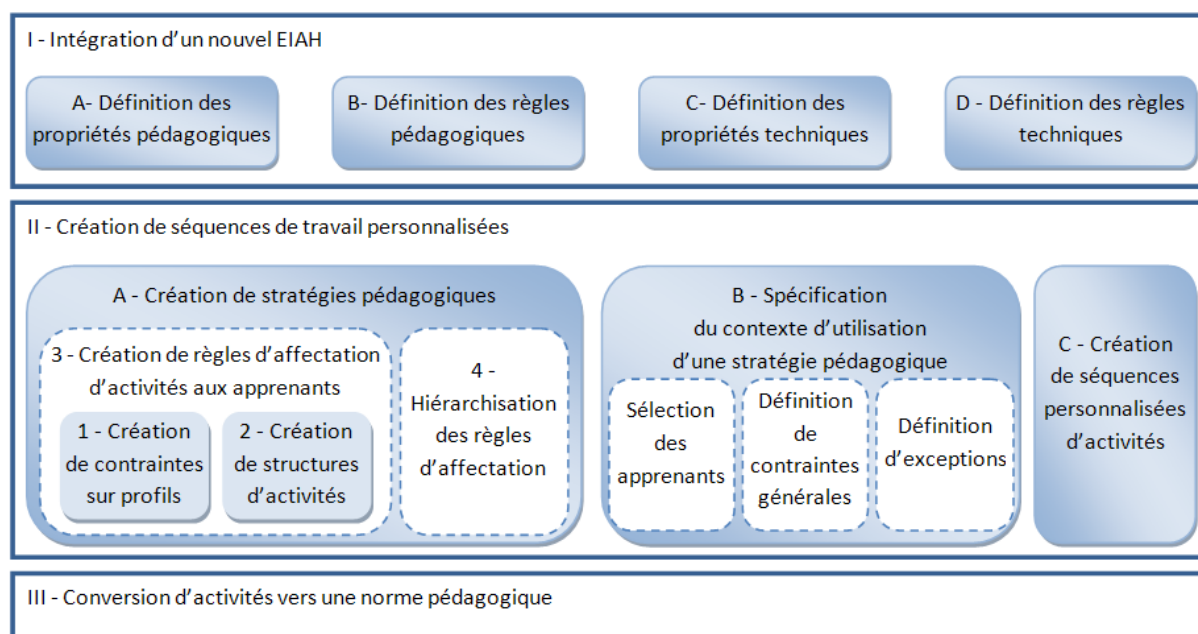 I - Intégration d'un nouvel EIAH
A- Définition des
propriétés pédagogiques
B- Définition des règles
pédagogiques
C- Définition des
propriétés techniques
D - Définition des règles
techniques
II - Création de séquences de travail personnalisées
A - Création de stratégies pédagogiques
3 - Création de règles d'affectation
d'activités aux apprenants
1 - Création
de contraintes
sur profils
2 - Création
de structures
d'activités
4 -
Hiérarchisation
des règles
d'affectation
B - Spécification
du contexte d'utilisation
d'une stratégie pédagogique
Sélection
des
apprenants
Définition
de
contraintes
générales
Définition
d'exceptions
C - Création
de séquences
personnalisées
d'activités
III - Conversion d'activités vers une norme pédagogique